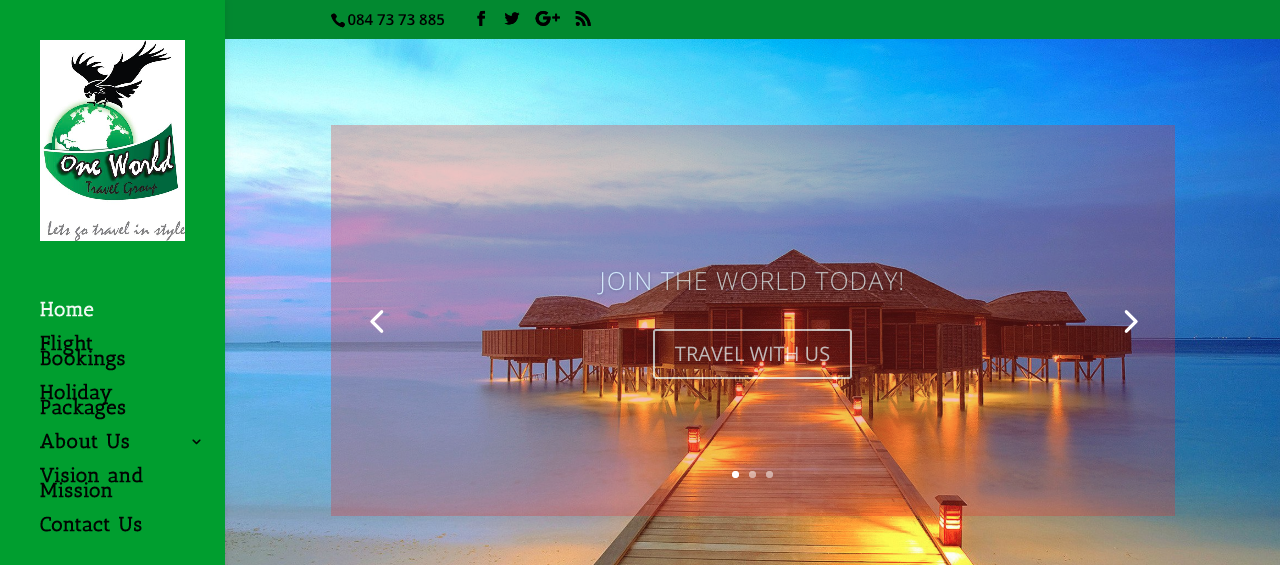 084 73 73 885
One World
Travel Group
Lets go travel in style
Home
Flight
Bookings
Holiday
Packages
About Us
Vision and
Mission
Contact Us
JOIN THE WORLD TODAY!
TRAVEL WITH US